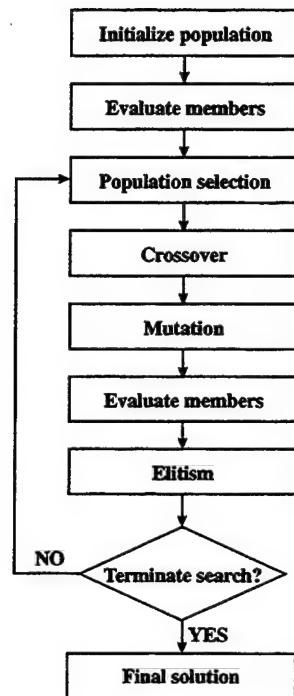 Initialize population
Evaluate members
Population selection
Crossover
Mutation
Evaluate members
Elitism
NO
Terminate search?
YES
Final solution